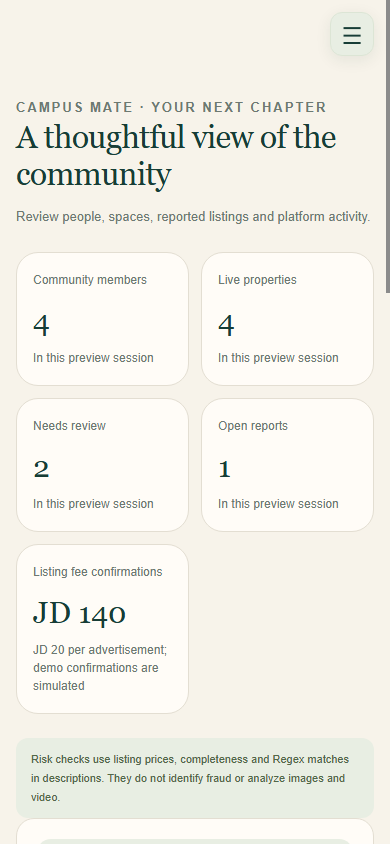 CAMPUS MATE · YOUR NEXT CHAPTER
A thoughtful view of the
community
Review people, spaces, reported listings and platform activity.
Community members
4
In this preview session
Live properties
4
In this preview session
Needs review
2
In this preview session
Open reports
1
In this preview session
Listing fee confirmations
JD 140
JD 20 per advertisement;
demo confirmations are
simulated
Risk checks use listing prices, completeness and Regex matches
in descriptions. They do not identify fraud or analyze images and
video.